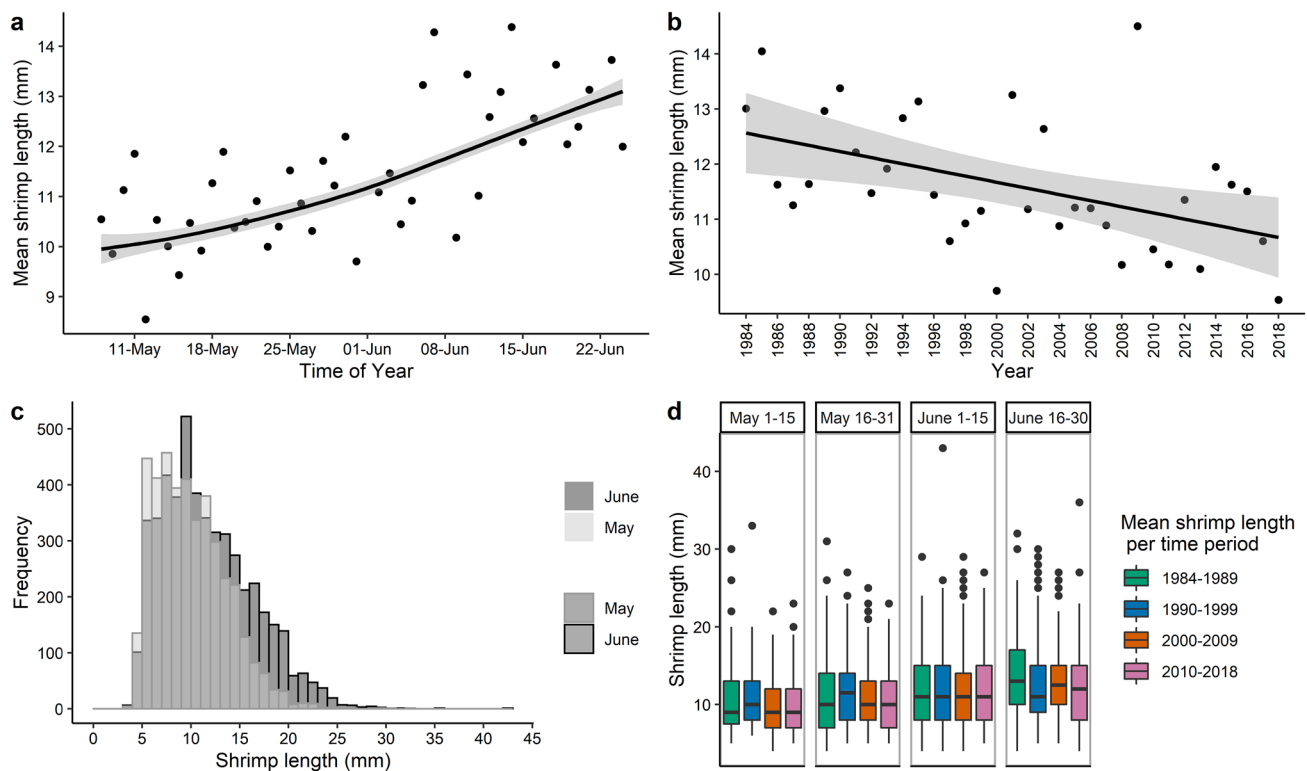 a
Mean shrimp length (mm)
14
13
12
11
10
9
11-May
18-May
25-May
01-Jun
08-Jun
15-Jun
22-Jun
Time of Year
b
Mean shrimp length (mm)
14
13
12
11
10
1984
1986
1987
1988
1990
1992
1994
1996
1998
2000
2002
2004
2006
2008
2010
2012
2014
2016
2018
Year
c
Frequency
500
400
300
200
100
0
0
5
10
15
20
25
30
35
40
45
Shrimp length (mm)
June
May
May
June
d
May 1-15
May 16-31
June 1-15
June 16-30
Shrimp length (mm)
40
30
20
10
Mean shrimp length
per time period
1984-1989
1990-1999
2000-2009
2010-2018